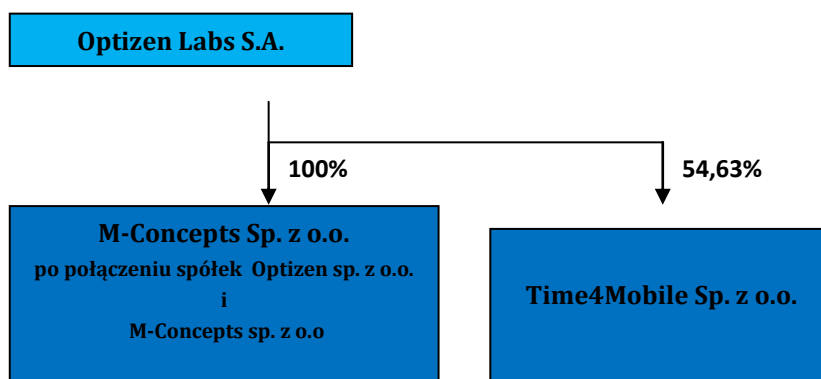 Optizen Labs S.A.
100%
54,63%
M-Concepts Sp. z o.o.
po połączeniu spółek Optizen sp. z o.o.
i
M-Concepts sp. z o.o
Time4Mobile Sp. z o.o.